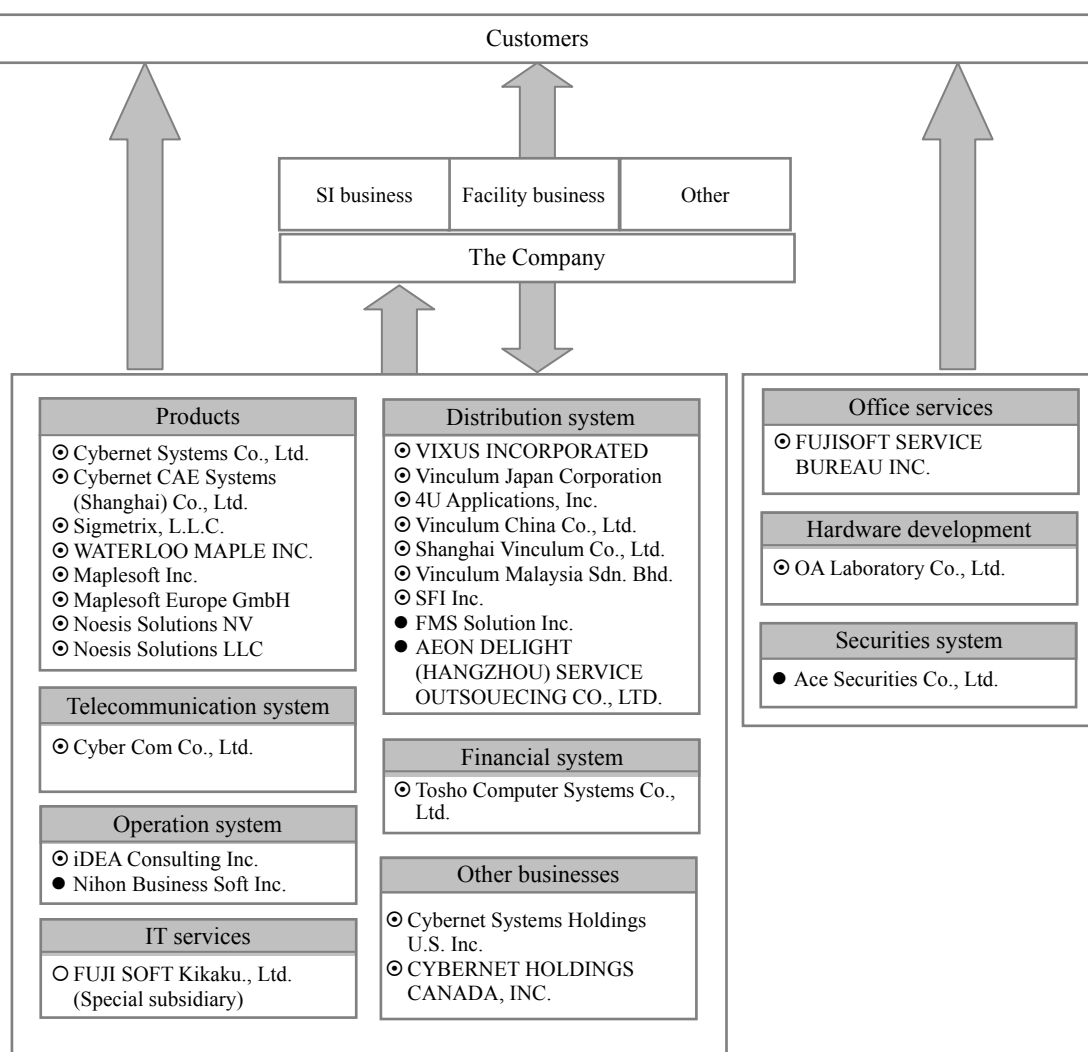 Customers
SI business
Facility business
Other
The Company
Products
⦿ Cybernet Systems Co., Ltd.
⦿ Cybernet CAE Systems
(Shanghai) Co., Ltd.
⦿ Sigmetrix, L.L.C.
⦿ WATERLOO MAPLE INC.
⦿ Maplesoft Inc.
⦿ Maplesoft Europe GmbH
⦿ Noesis Solutions NV
⦿ Noesis Solutions LLC
Telecommunication system
⦿ Cyber Com Co., Ltd.
Operation system
⦿ iDEA Consulting Inc.
● Nihon Business Soft Inc.
IT services
○ FUJI SOFT Kikaku., Ltd.
(Special subsidiary)
Distribution system
⦿ VIXUS INCORPORATED
⦿ Vinculum Japan Corporation
⦿ 4U Applications, Inc.
⦿ Vinculum China Co., Ltd.
⦿ Shanghai Vinculum Co., Ltd.
⦿ Vinculum Malaysia Sdn. Bhd.
⦿ SFI Inc.
● FMS Solution Inc.
● AEON DELIGHT
(HANGZHOU) SERVICE
OUTSOUECING CO., LTD.
Financial system
⦿ Tosho Computer Systems Co.,
Ltd.
Other businesses
⦿ Cybernet Systems Holdings
U.S. Inc.
⦿ CYBERNET HOLDINGS
CANADA, INC.
Office services
⦿ FUJISOFT SERVICE
BUREAU INC.
Hardware development
⦿ OA Laboratory Co., Ltd.
Securities system
● Ace Securities Co., Ltd.